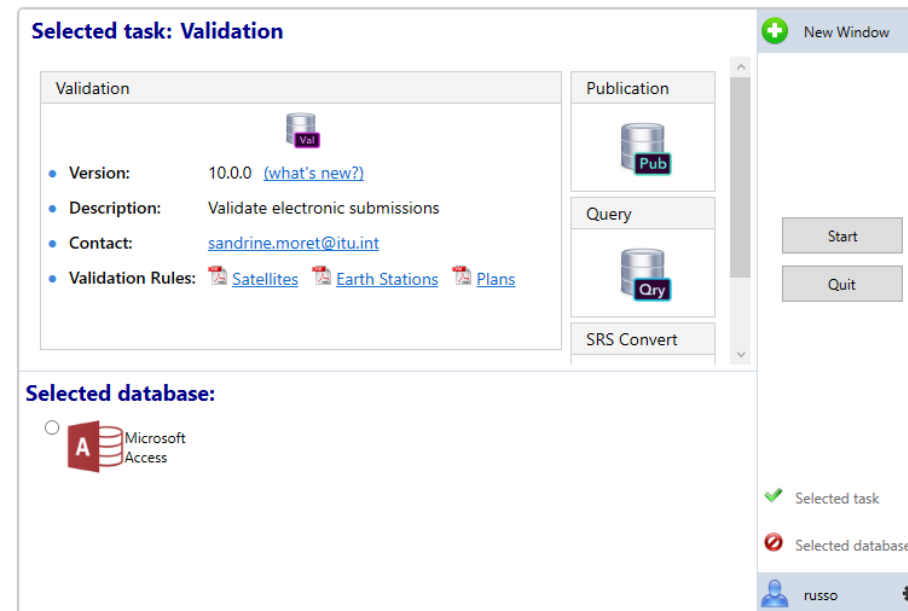 Selected task: Validation
Validation
Val
Version: 10.0.0 (what's new?)
Description: Validate electronic submissions
Contact: sandrine.moret@itu.int
Validation Rules: Satellites Earth Stations Plans
Publication
Pub
Query
Qry
SRS Convert
Selected database:
A
Microsoft
Access
New Window
Start
Quit
Selected task
Selected database
russo